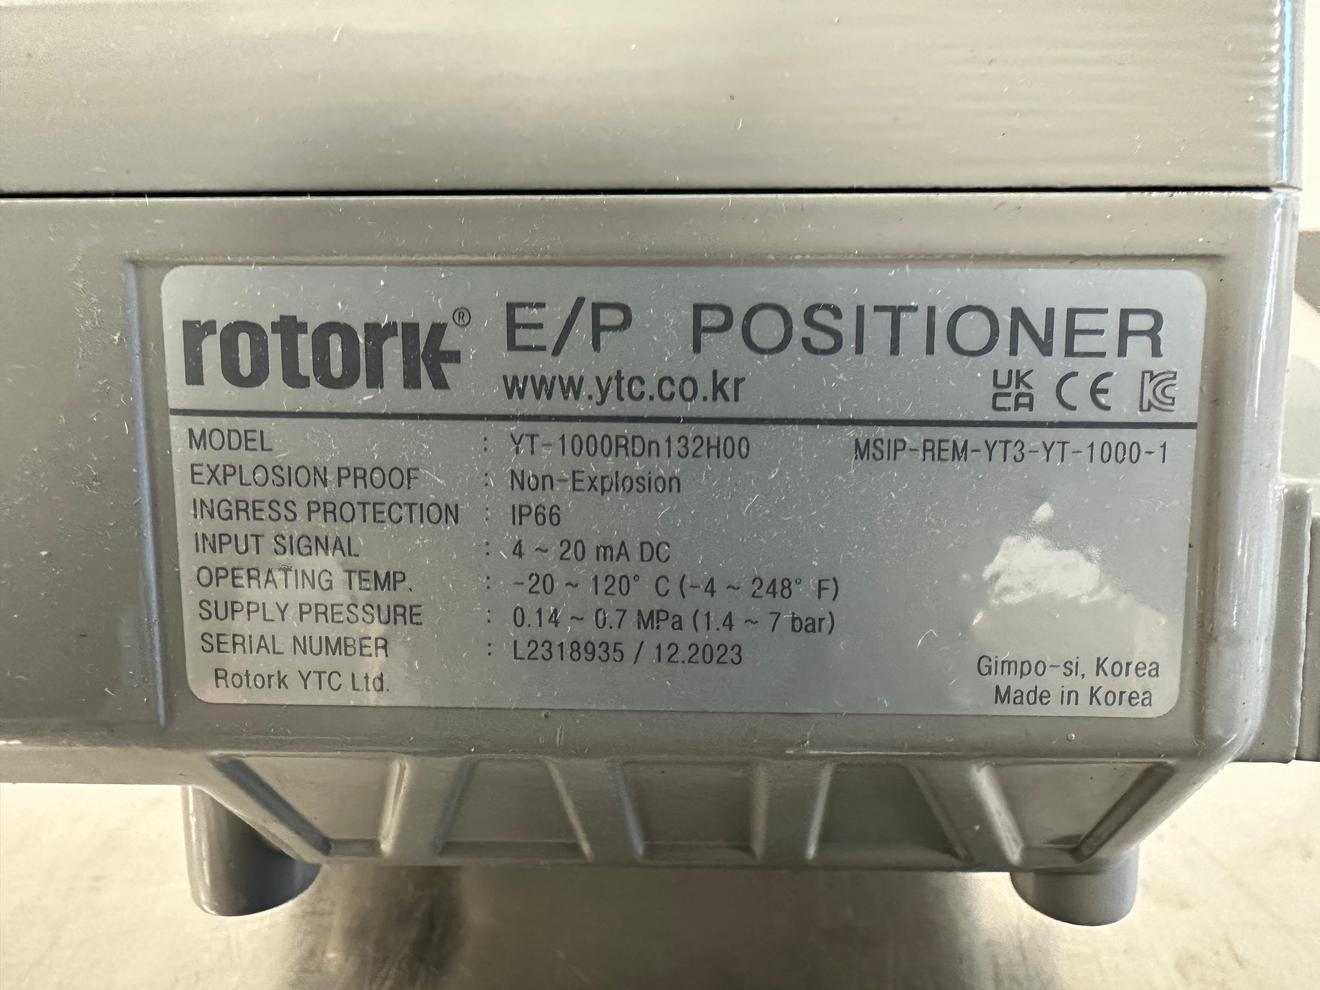 rotork® E/P POSITIONER
www.ytc.co.kr UK CA CE KC
MODEL : YT-1000RDn132H00 MSIP-REM-YT3-YT-1000-1
EXPLOSION PROOF : Non-Explosion
INGRESS PROTECTION : IP66
INPUT SIGNAL : 4 ~ 20 mA DC
OPERATING TEMP. : -20 ~ 120° C (-4 ~ 248° F)
SUPPLY PRESSURE : 0.14 ~ 0.7 MPa (1.4 ~ 7 bar)
SERIAL NUMBER : L2318935 / 12.2023
Rotork YTC Ltd. Gimpo-si, Korea
Made in Korea